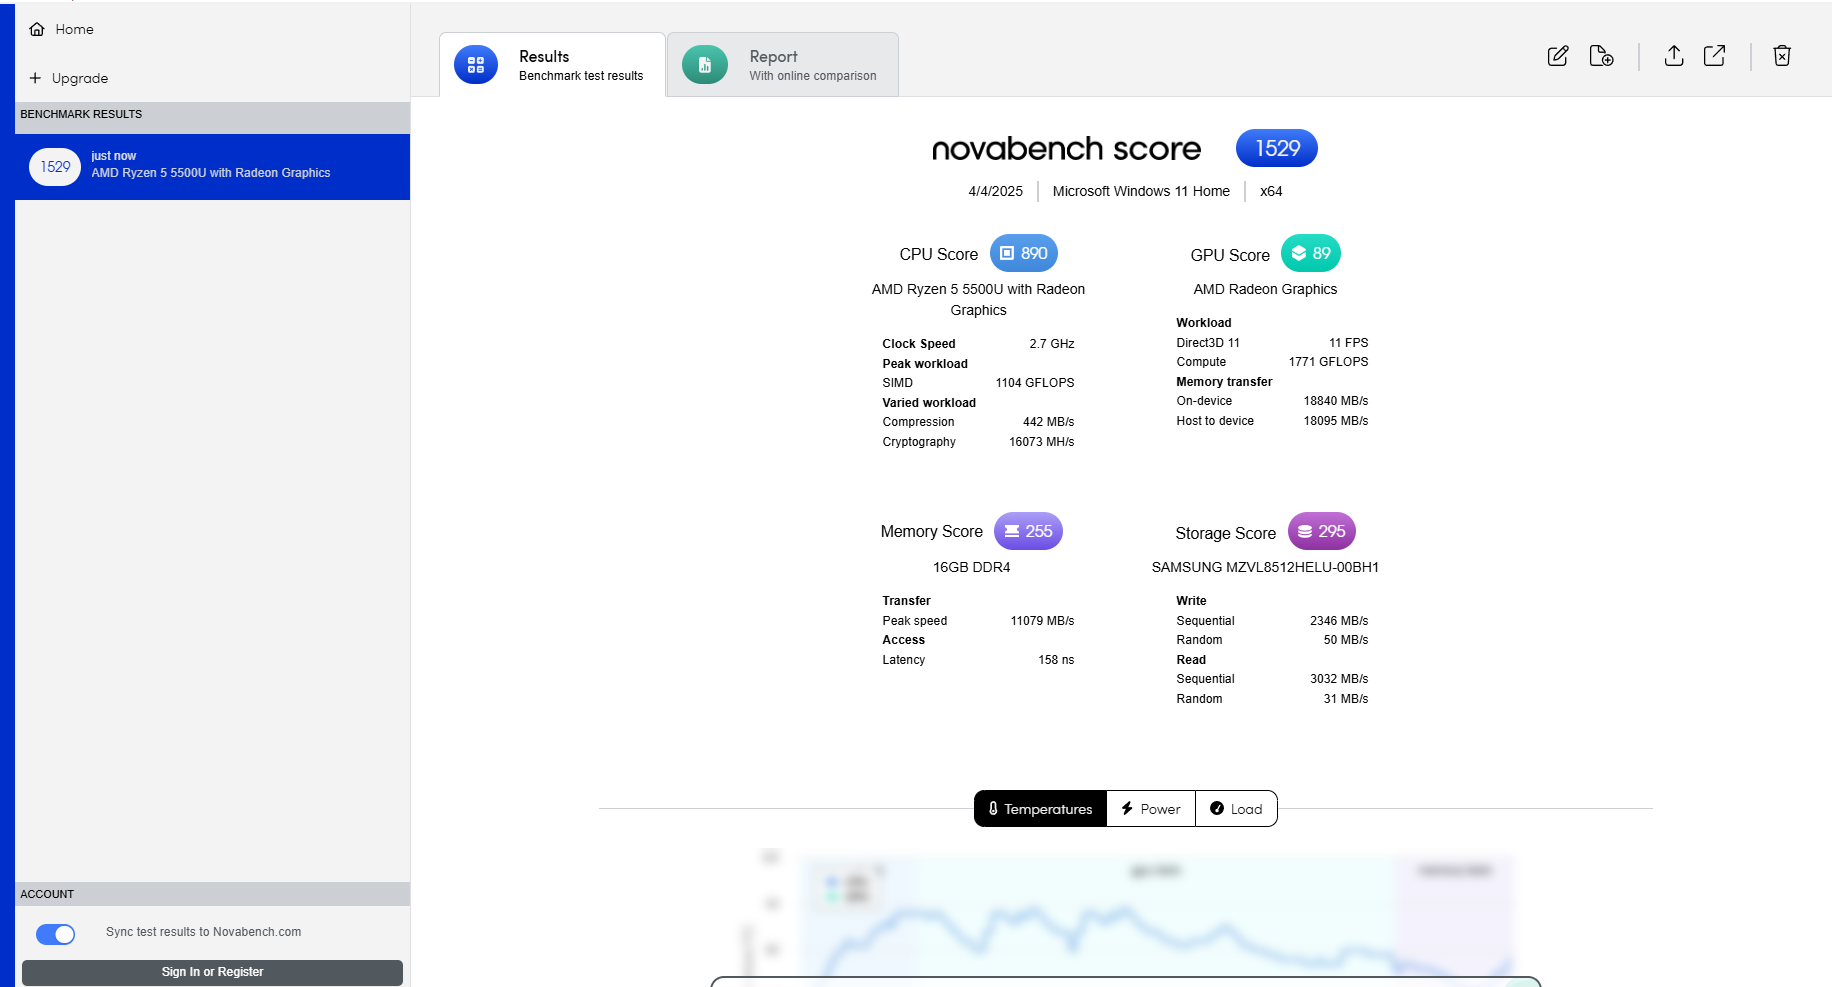 Home
Upgrade
BENCHMARK RESULTS
1529
just now
AMD Ryzen 5 5500U with Radeon Graphics
ACCOUNT
Sync test results to Novabench.com
Sign In or Register
Results
Benchmark test results
Report
With online comparison
novabench score 1529
4/4/2025 Microsoft Windows 11 Home x64
CPU Score 890
AMD Ryzen 5 5500U with Radeon
Graphics
Clock Speed 2.7 GHz
Peak workload
SIMD 1104 GFLOPS
Varied workload
Compression 442 MB/s
Cryptography 16073 MH/s
GPU Score 89
AMD Radeon Graphics
Workload
Direct3D 11 11 FPS
Compute 1771 GFLOPS
Memory transfer
On-device 18840 MB/s
Host to device 18095 MB/s
Memory Score 255
16GB DDR4
Transfer
Peak speed 11079 MB/s
Access
Latency 158 ns
Storage Score 295
SAMSUNG MZVL8512HELU-00BH1
Write
Sequential 2346 MB/s
Random 50 MB/s
Read
Sequential 3032 MB/s
Random 31 MB/s
Temperatures Power Load